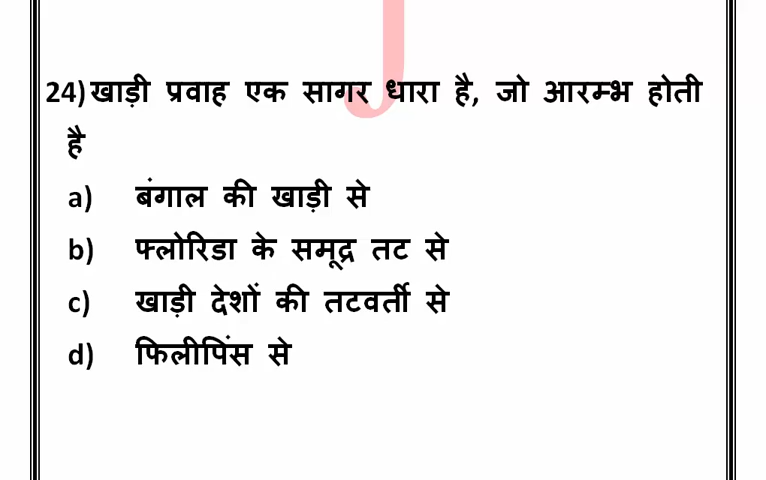 24) खाड़ी प्रवाह एक सागर धारा है, जो आरम्भ होती
है
a) बंगाल की खाड़ी से
b) फ्लोरिडा के समूद्र तट से
c) खाड़ी देशों की तटवर्ती से
d) फिलीपिंस से